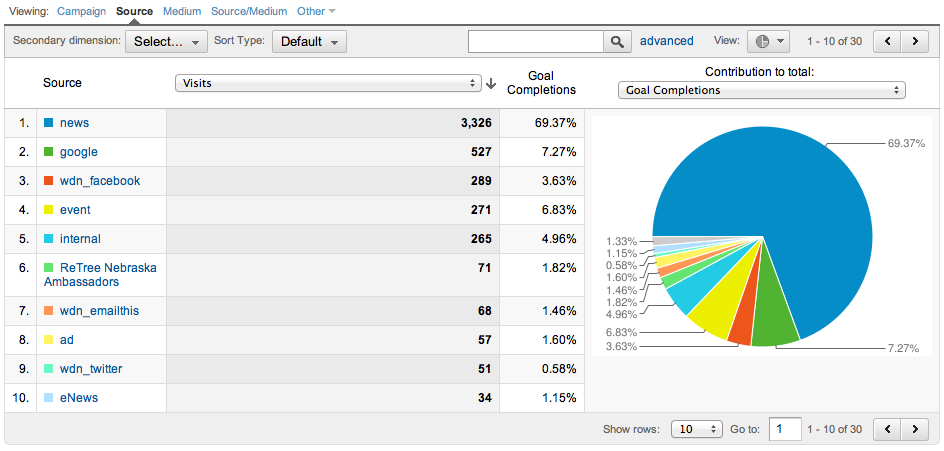 Viewing: Campaign Source Medium Source/Medium Other
Secondary dimension: Select... Sort Type: Default advanced View: 1 - 10 of 30
Source Visits Goal Completions Contribution to total:
Goal Completions
1. news 3,326 69.37%
2. google 527 7.27%
3. wdn_facebook 289 3.63%
4. event 271 6.83%
5. internal 265 4.96%
6. ReTree Nebraska Ambassadors 71 1.82%
7. wdn_emailthis 68 1.46%
8. ad 57 1.60%
9. wdn_twitter 51 0.58%
10. eNews 34 1.15%
69.37%
1.33%
1.15%
0.58%
1.60%
1.46%
1.82%
4.96%
6.83%
3.63%
7.27%
Show rows: 10 Go to: 1 1 - 10 of 30